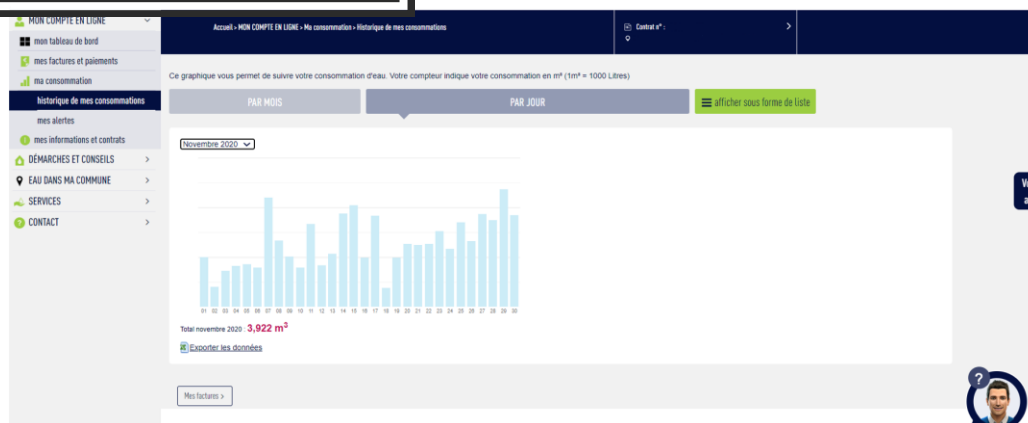 MON COMPTE EN LIGNE
mon tableau de bord
mes factures et paiements
ma consommation
historique de mes consommations
mes alertes
mes informations et contrats
DÉMARCHES ET CONSEILS
EAU DANS MA COMMUNE
SERVICES
CONTACT
Accueil > MON COMPTE EN LIGNE > Ma consommation > Historique de mes consommations
Contrat n° :
Ce graphique vous permet de suivre votre consommation d'eau. Votre compteur indique votre consommation en m³ (1m³ = 1000 Litres)
PAR MOIS
PAR JOUR
afficher sous forme de liste
Novembre 2020
01 02 03 04 05 06 07 08 09 10 11 12 13 14 15 16 17 18 19 20 21 22 23 24 25 26 27 28 29 30
Total novembre 2020 : 3,922 m³
Exporter les données
Mes factures >
?